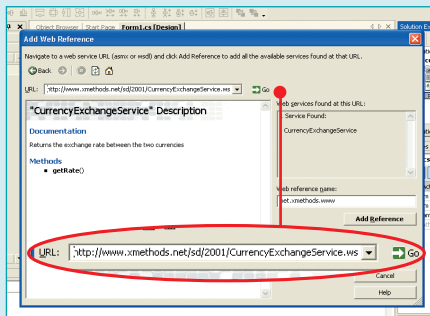 Object Browser | Start Page | Form1.cs [Design]
Solution Ex
Add Web Reference
Navigate to a web service URL (asmx or wsdl) and click Add Reference to add all the available services found at that URL.
Back
URL: ;ttp://www.xmethods.net/sd/2001/CurrencyExchangeService.ws Go
"CurrencyExchangeService" Description
Documentation
Returns the exchange rate between the two currencies
Methods
getRate()
Web services found at this URL:
1 Service Found:
CurrencyExchangeService
Web reference name:
net.xmethods.www
Add Reference
URL: ;ttp://www.xmethods.net/sd/2001/CurrencyExchangeService.ws Go
Cancel
Help